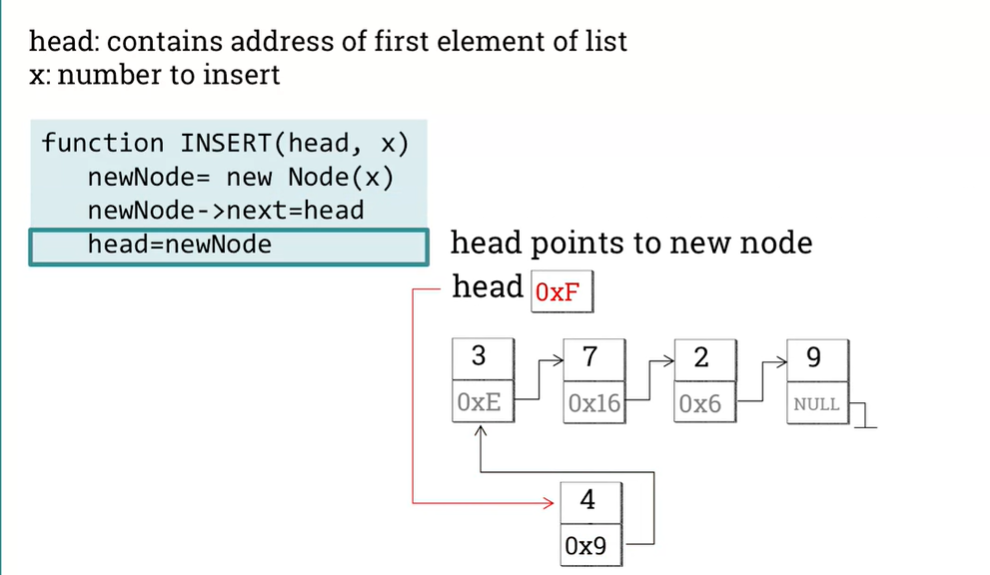 head: contains address of first element of list
x: number to insert
function INSERT(head, x)
newNode= new Node(x)
newNode->next=head
head=newNode
head points to new node
head 0xF
3 7 2 9
0xE 0x16 0x6 NULL
4
0x9